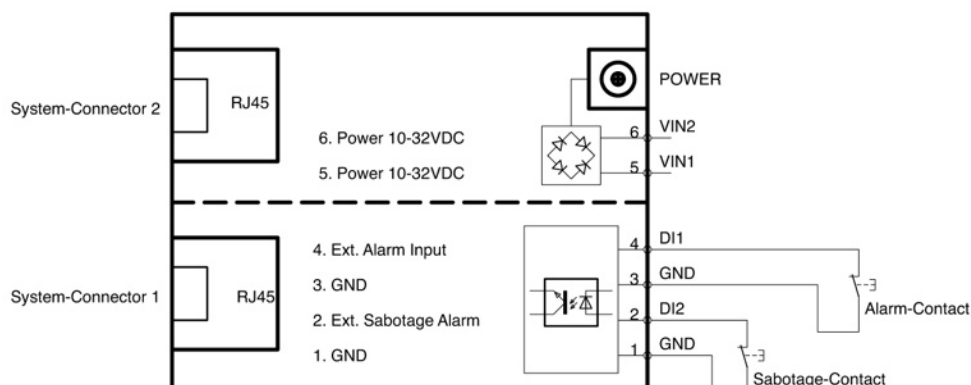 POWER
System-Connector 2
RJ45
6. Power 10-32VDC
6
VIN2
5. Power 10-32VDC
5
VIN1
4. Ext. Alarm Input
4
DI1
3. GND
3
GND
System-Connector 1
RJ45
Alarm-Contact
2. Ext. Sabotage Alarm
2
DI2
1. GND
1
GND
Sabotage-Contact